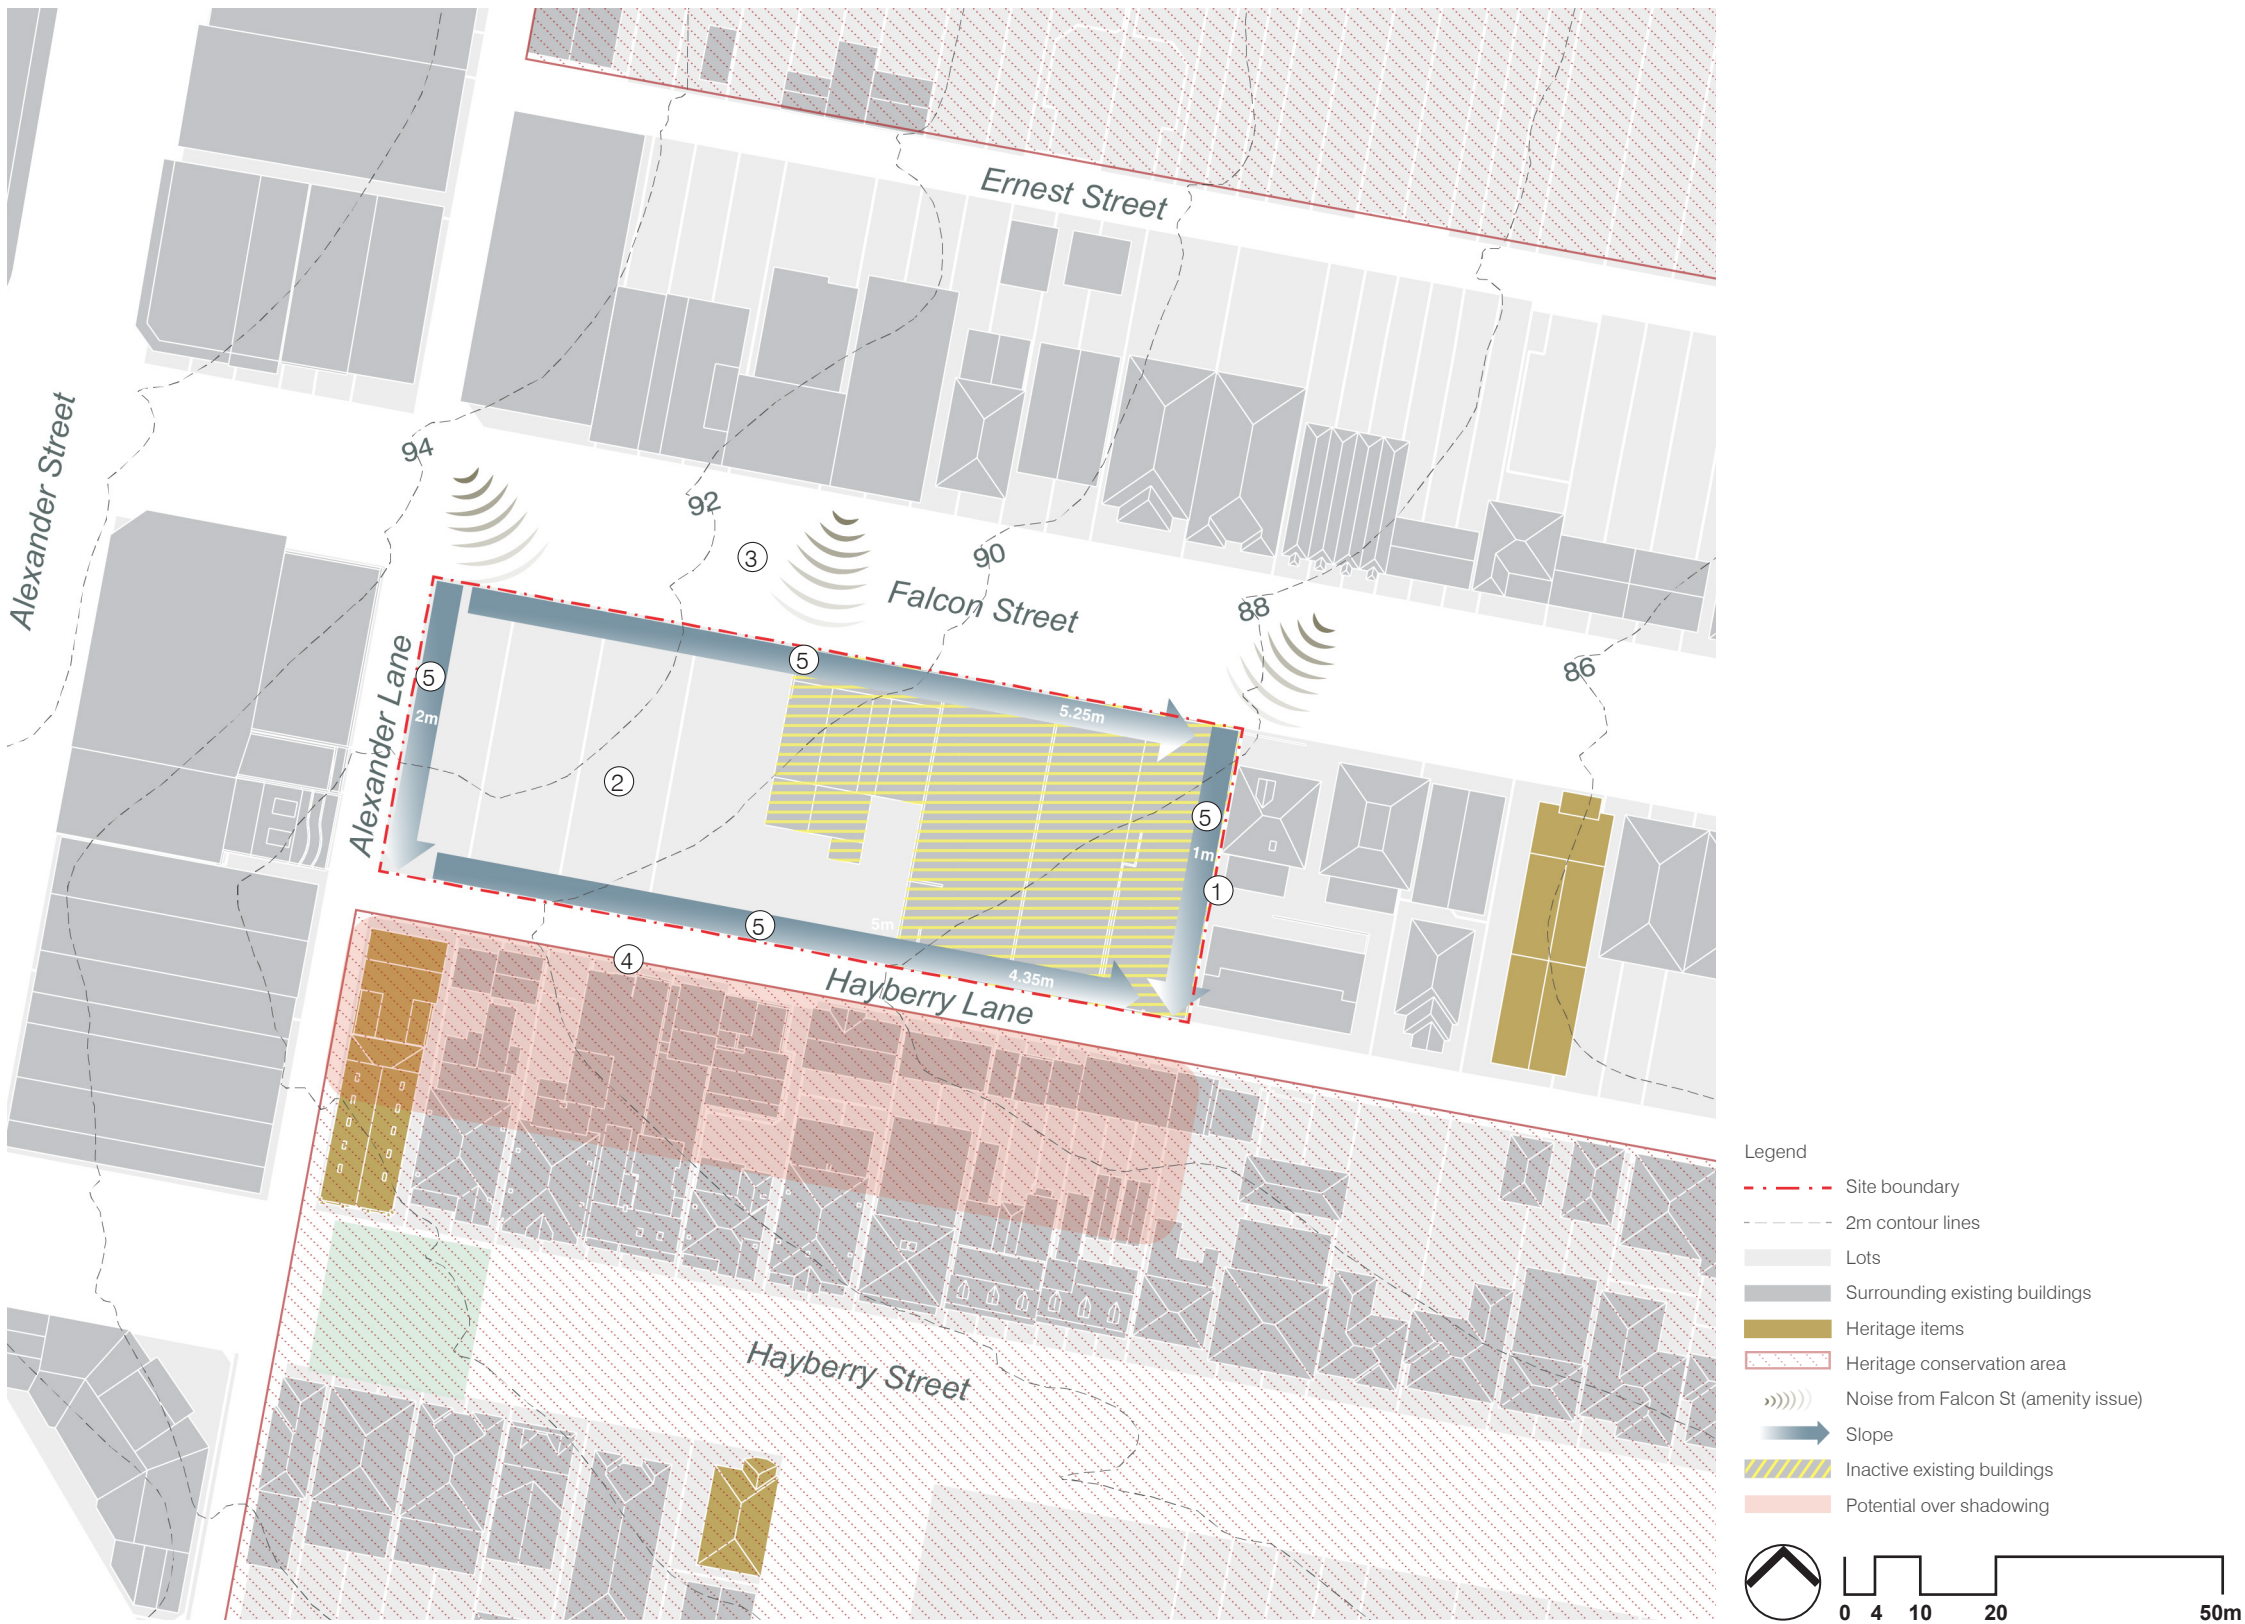 Ernest Street
Alexander Street
94
92
③
90
Falcon Street
88
86
Alexander Lane
⑤
2m
⑤
5.25m
②
⑤
1m
①
5m
⑤
4.35m
④
Hayberry Lane
Hayberry Street
Legend
Site boundary
2m contour lines
Lots
Surrounding existing buildings
Heritage items
Heritage conservation area
Noise from Falcon St (amenity issue)
Slope
Inactive existing buildings
Potential over shadowing
0 4 10 20 50m